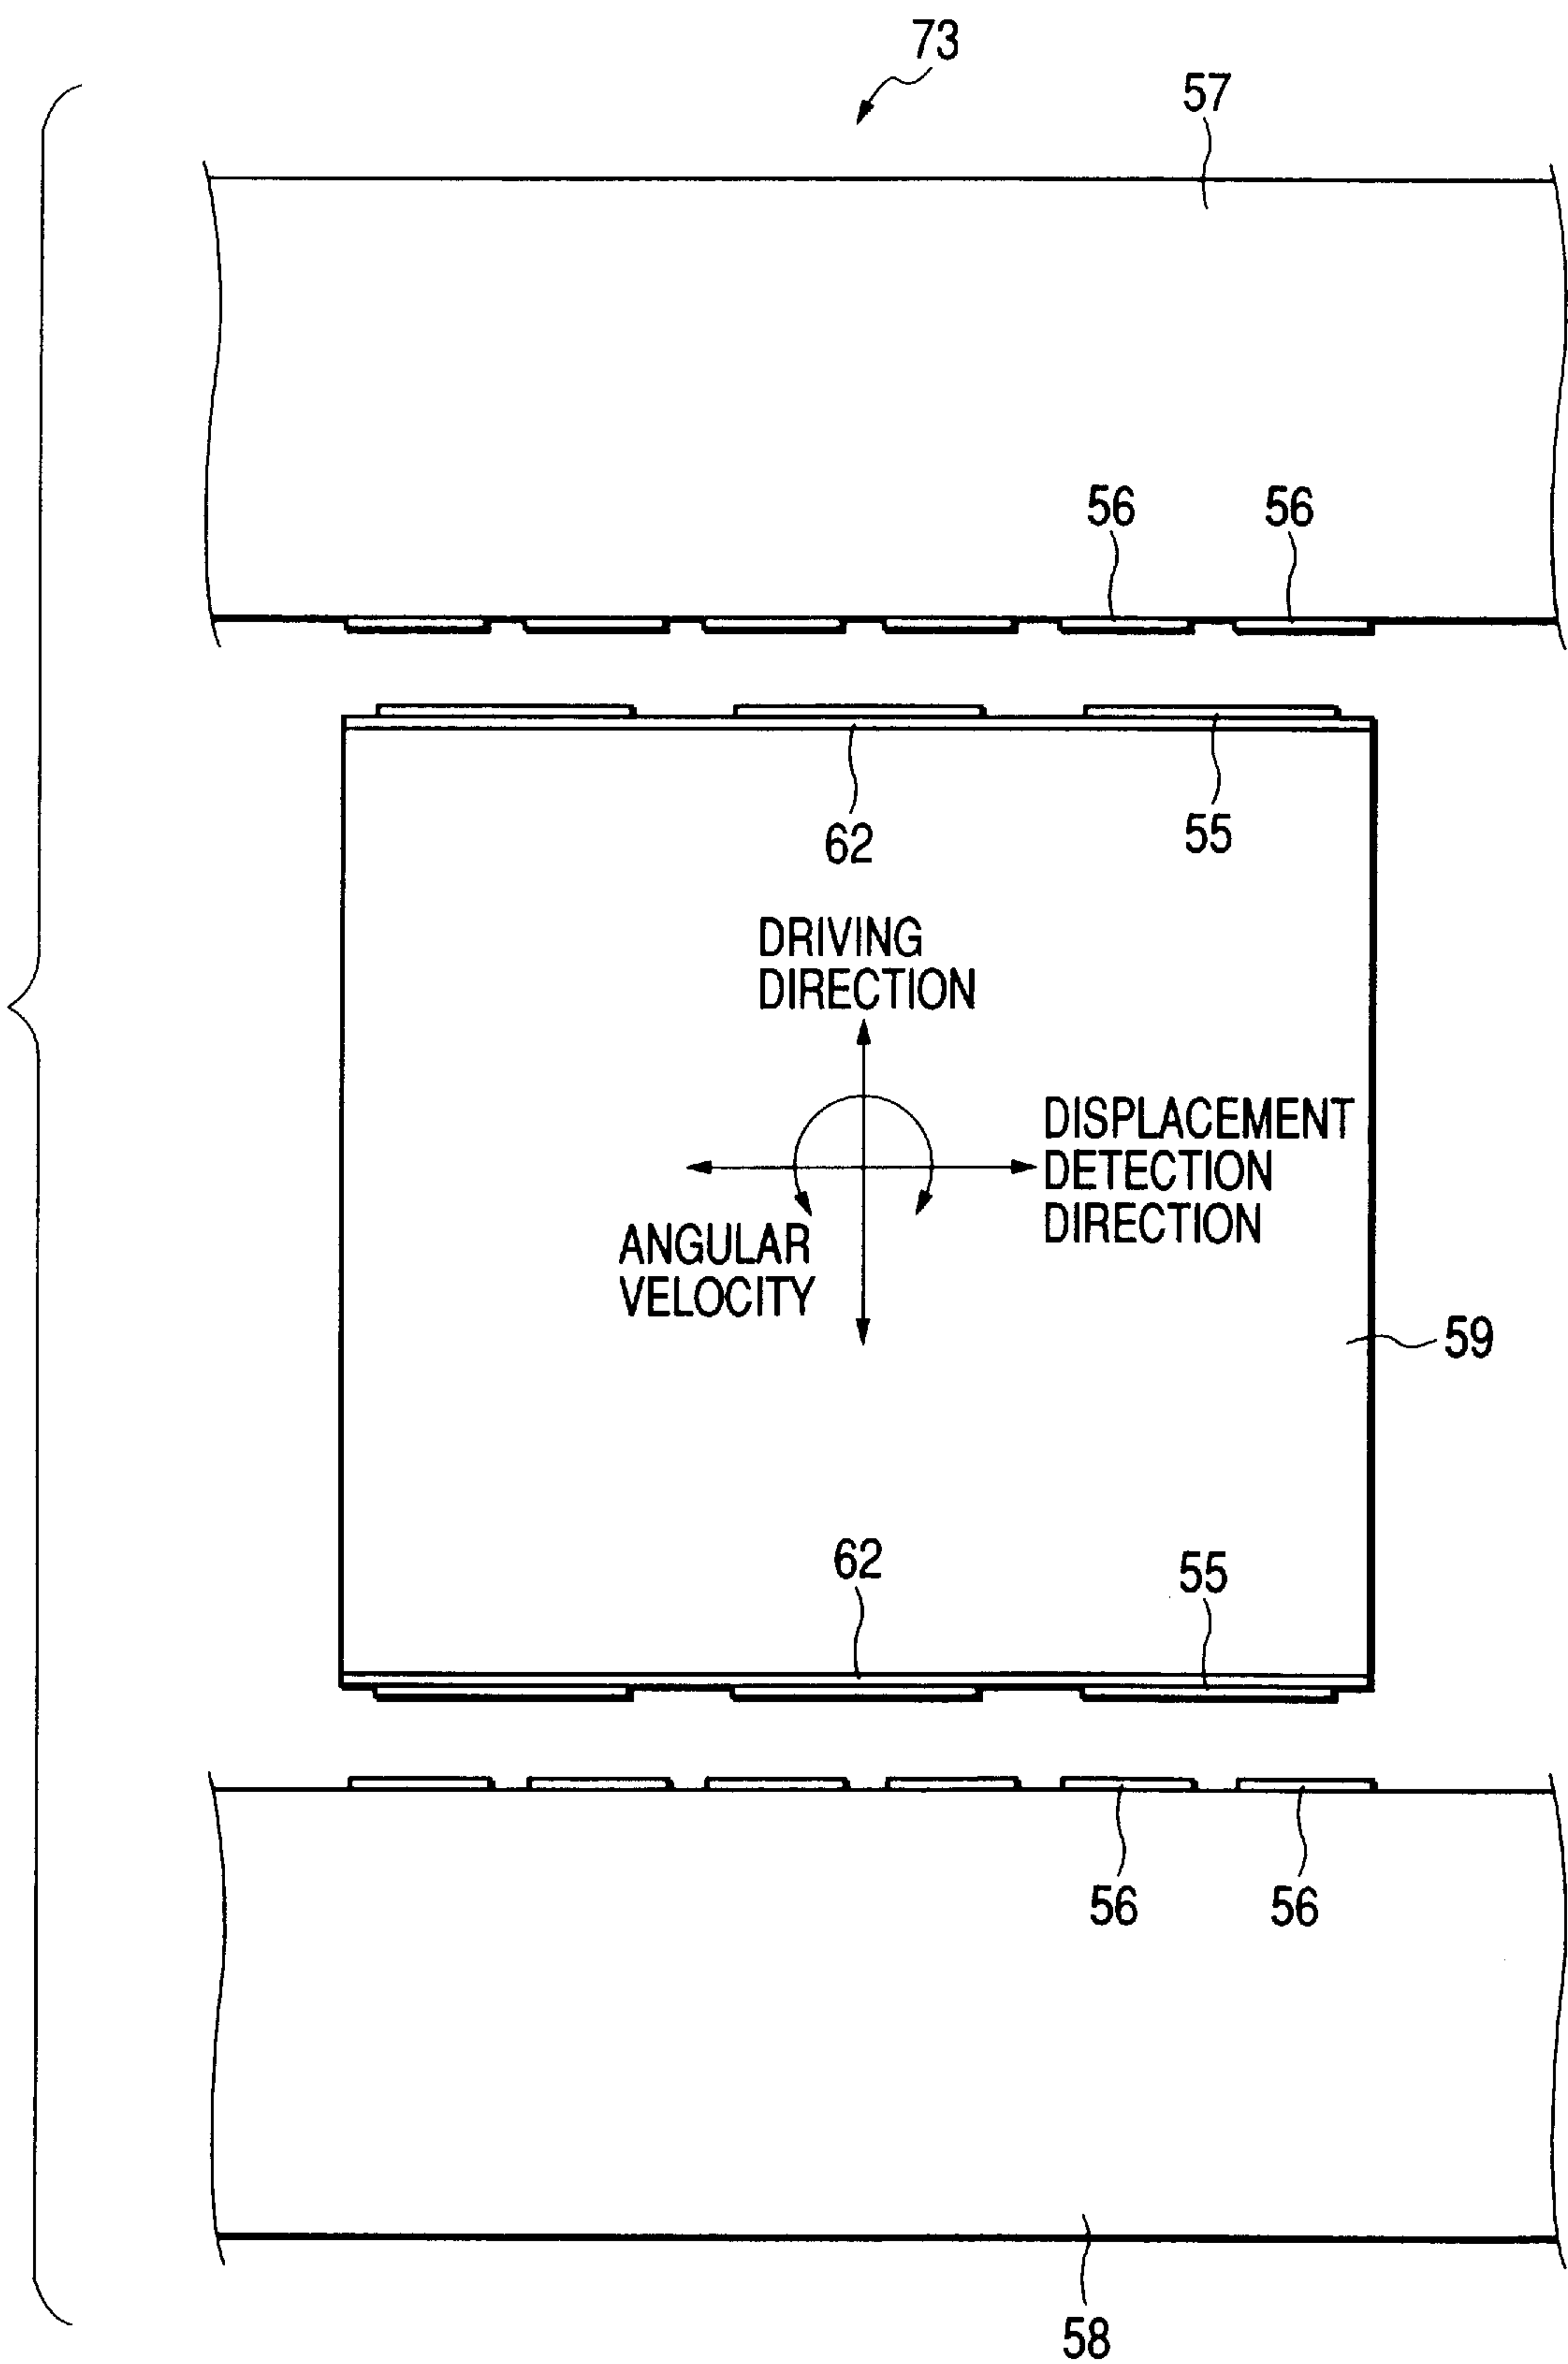 73
57
56 56
62
55
DRIVING
DIRECTION
DISPLACEMENT
DETECTION
DIRECTION
ANGULAR
VELOCITY
59
62
55
56 56
58